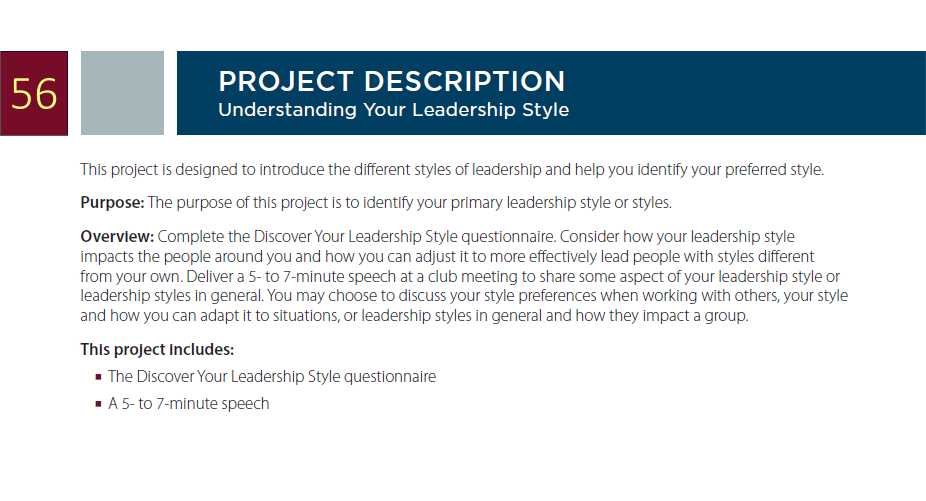 56
PROJECT DESCRIPTION
Understanding Your Leadership Style
This project is designed to introduce the different styles of leadership and help you identify your preferred style.
Purpose: The purpose of this project is to identify your primary leadership style or styles.
Overview: Complete the Discover Your Leadership Style questionnaire. Consider how your leadership style
impacts the people around you and how you can adjust it to more effectively lead people with styles different
from your own. Deliver a 5- to 7-minute speech at a club meeting to share some aspect of your leadership style or
leadership styles in general. You may choose to discuss your style preferences when working with others, your style
and how you can adapt it to situations, or leadership styles in general and how they impact a group.
This project includes:
▪ The Discover Your Leadership Style questionnaire
▪ A 5- to 7-minute speech